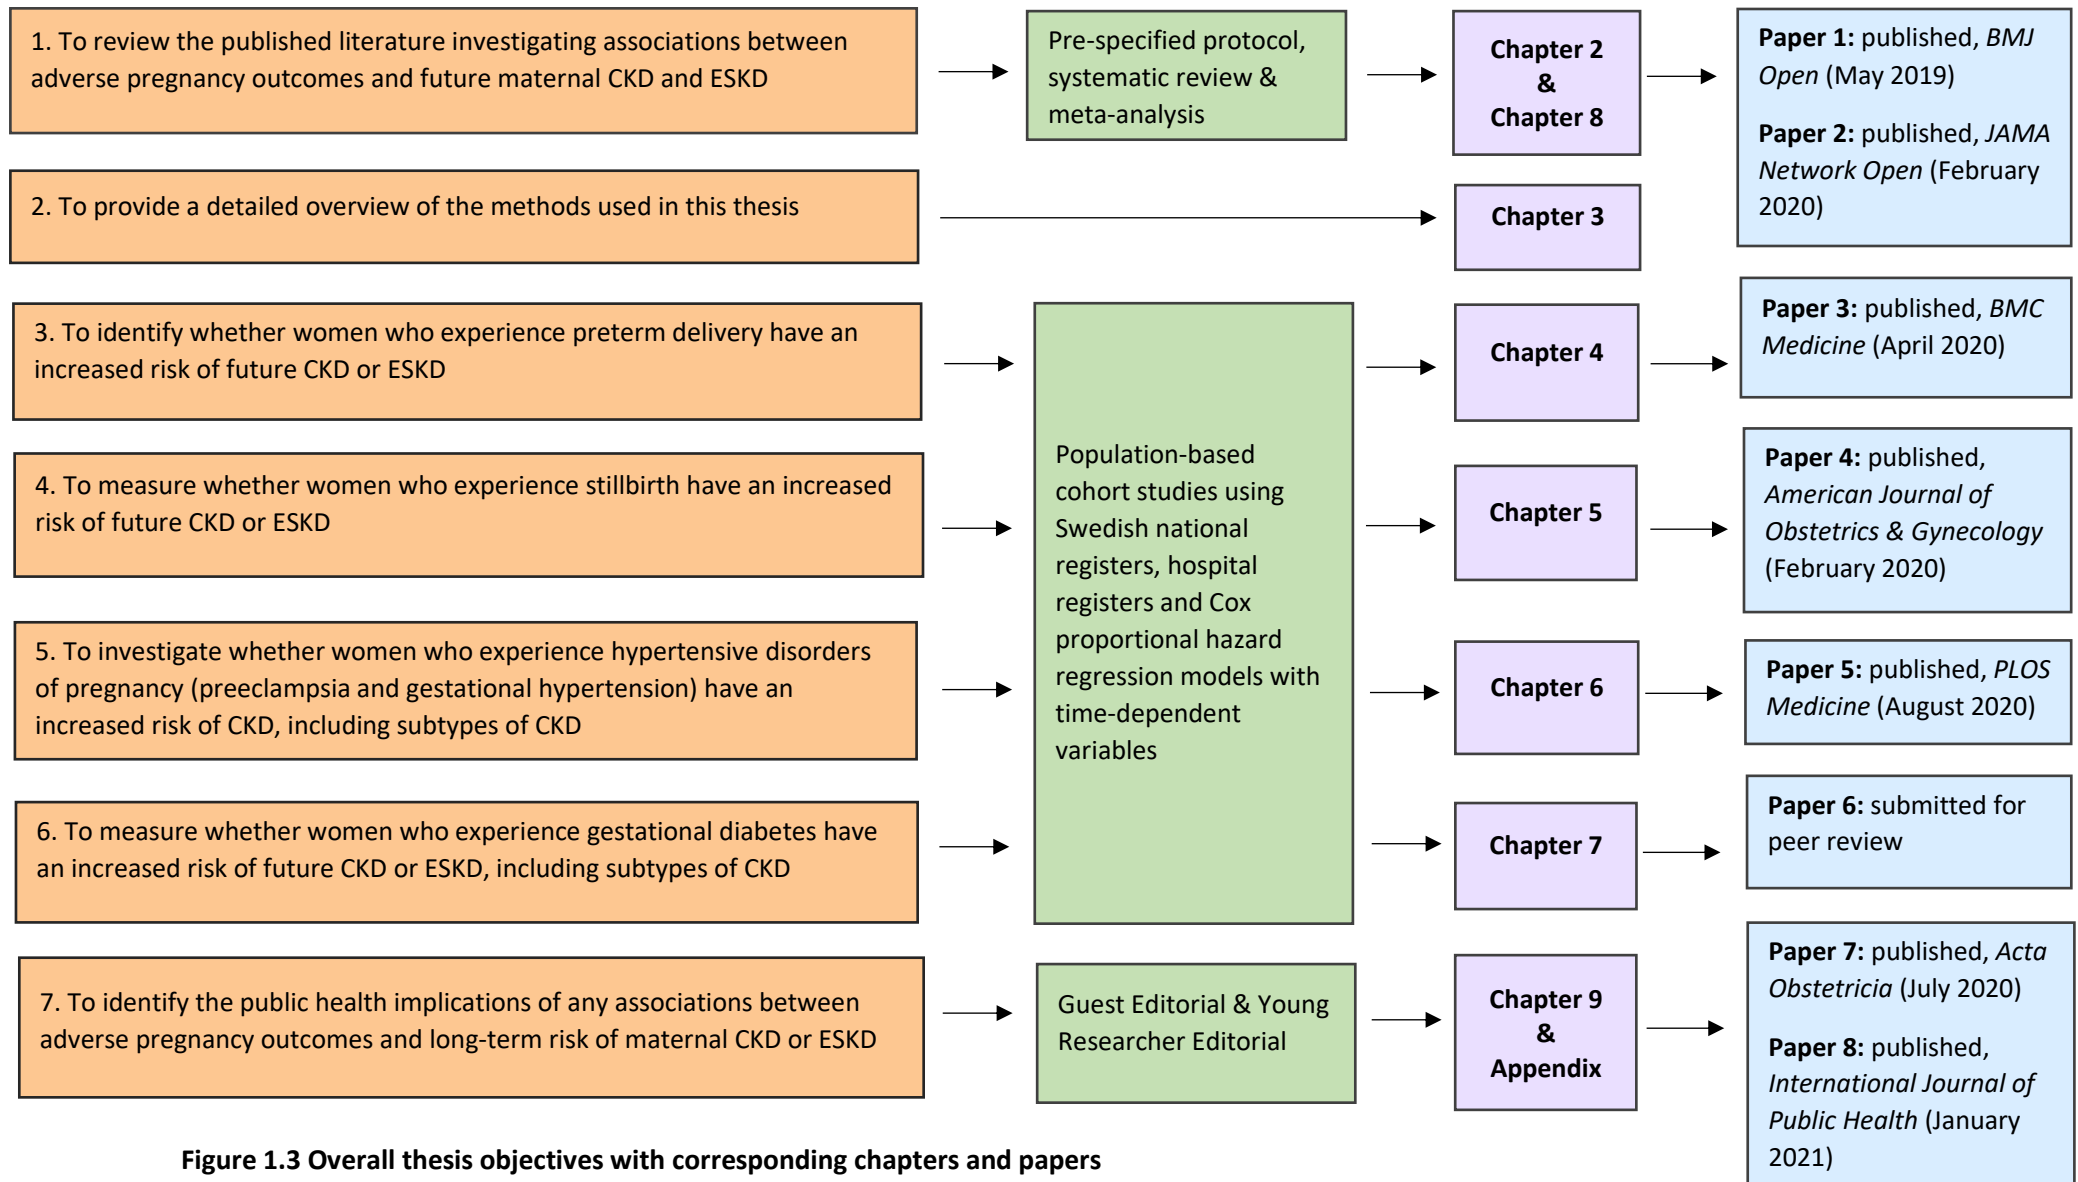 1. To review the published literature investigating associations between
adverse pregnancy outcomes and future maternal CKD and ESKD
Pre-specified protocol,
systematic review &
meta-analysis
Chapter 2
&
Chapter 8
Paper 1: published, BMJ
Open (May 2019)
Paper 2: published, JAMA
Network Open (February
2020)
2. To provide a detailed overview of the methods used in this thesis
Chapter 3
3. To identify whether women who experience preterm delivery have an
increased risk of future CKD or ESKD
Population-based
cohort studies using
Swedish national
registers, hospital
registers and Cox
proportional hazard
regression models with
time-dependent
variables
Chapter 4
Paper 3: published, BMC
Medicine (April 2020)
4. To measure whether women who experience stillbirth have an increased
risk of future CKD or ESKD
Chapter 5
Paper 4: published,
American Journal of
Obstetrics & Gynecology
(February 2020)
5. To investigate whether women who experience hypertensive disorders
of pregnancy (preeclampsia and gestational hypertension) have an
increased risk of CKD, including subtypes of CKD
Chapter 6
Paper 5: published, PLOS
Medicine (August 2020)
6. To measure whether women who experience gestational diabetes have
an increased risk of future CKD or ESKD, including subtypes of CKD
Chapter 7
Paper 6: submitted for
peer review
7. To identify the public health implications of any associations between
adverse pregnancy outcomes and long-term risk of maternal CKD or ESKD
Guest Editorial & Young
Researcher Editorial
Chapter 9
&
Appendix
Paper 7: published, Acta
Obstetricia (July 2020)
Paper 8: published,
International Journal of
Public Health (January
2021)
Figure 1.3 Overall thesis objectives with corresponding chapters and papers